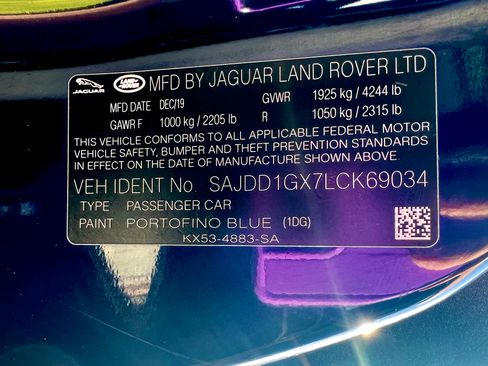 JAGUAR LAND ROVER MFD BY JAGUAR LAND ROVER LTD
MFD DATE DEC/19 GVWR 1925 kg / 4244 lb
GAWR F 1000 kg / 2205 lb R 1050 kg / 2315 lb
THIS VEHICLE CONFORMS TO ALL APPLICABLE FEDERAL MOTOR
VEHICLE SAFETY, BUMPER AND THEFT PREVENTION STANDARDS
IN EFFECT ON THE DATE OF MANUFACTURE SHOWN ABOVE.
VEH IDENT No. SAJDD1GX7LCK69034
TYPE PASSENGER CAR
PAINT PORTOFINO BLUE (1DG)
KX53-4883-SA